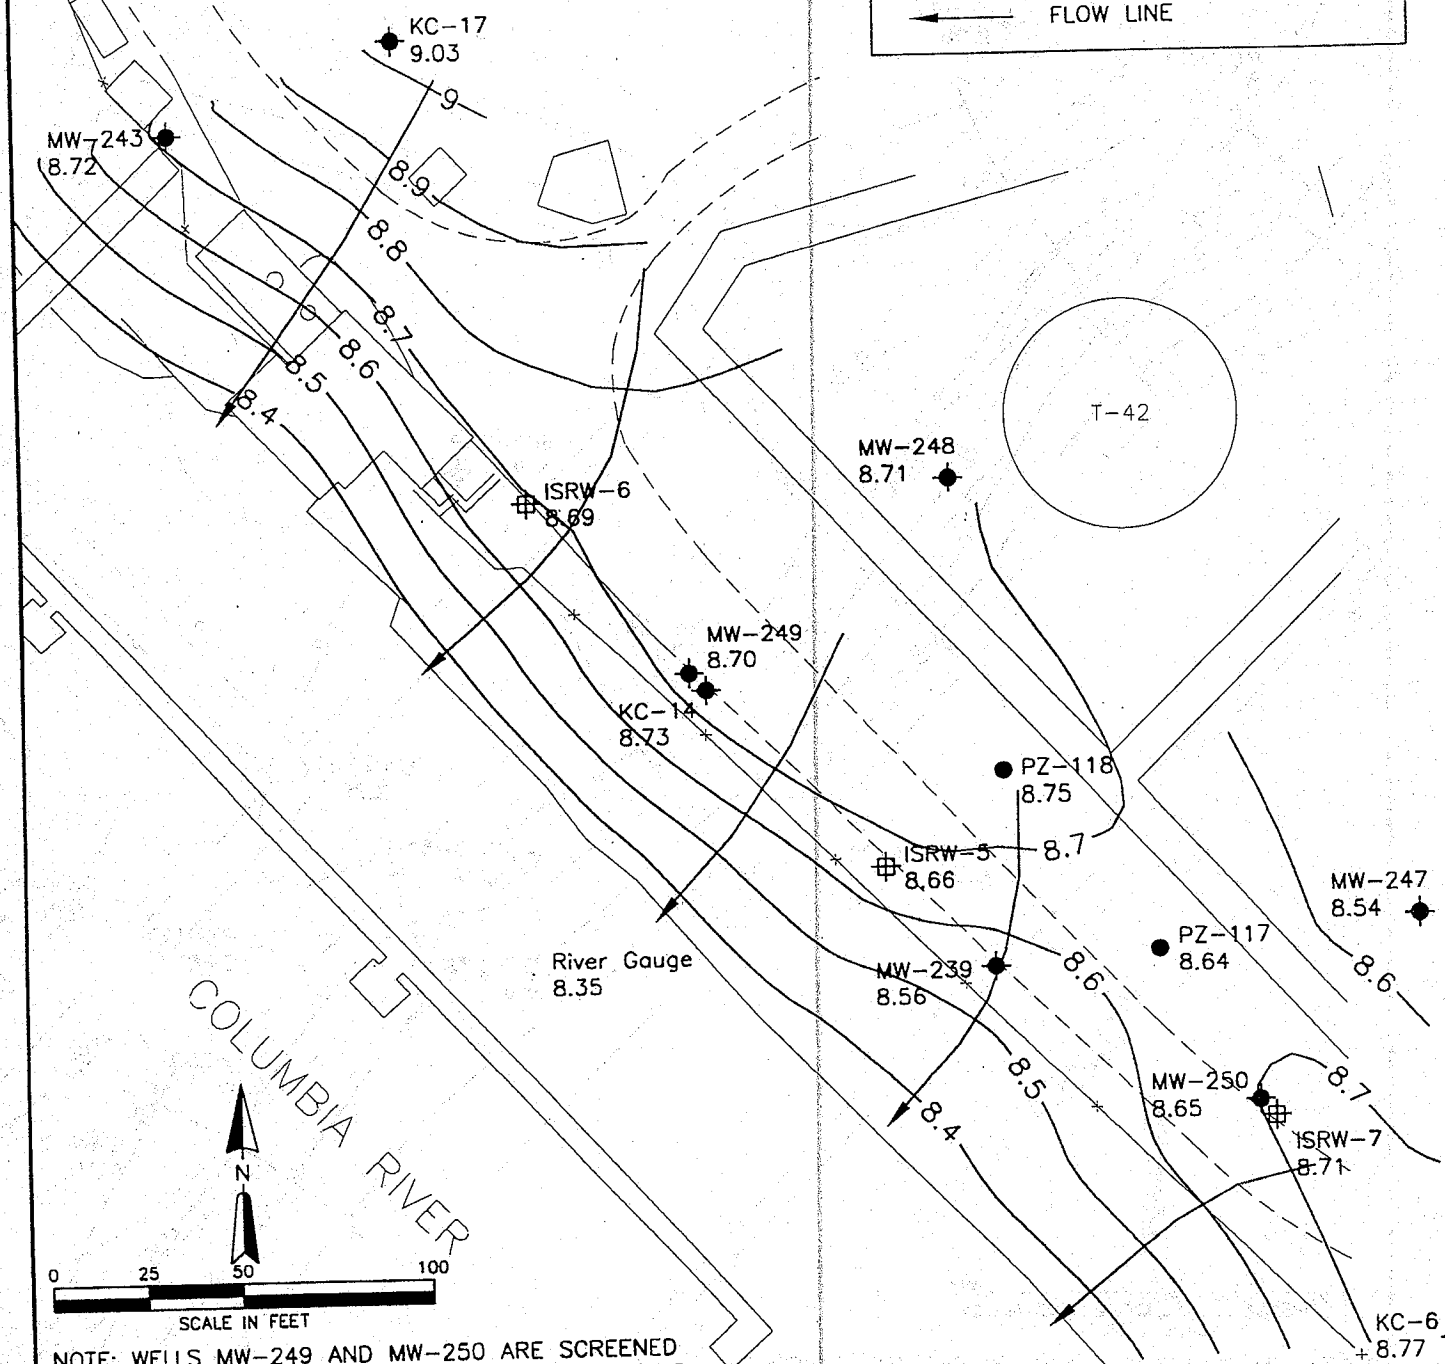 FLOW LINE
KC-17
9.03
9
MW-243
8.72
8.9
8.8
8.7
8.6
8.5
8.4
T-42
MW-248
8.71
ISRW-6
8.69
MW-249
8.70
KC-14
8.73
PZ-118
8.75
8.7
ISRW-5
8.66
MW-247
8.54
PZ-117
8.64
8.6
8.6
River Gauge
8.35
MW-239
8.56
8.5
8.4
MW-250
8.65
8.7
ISRW-7
8.71
COLUMBIA RIVER
N
0 25 50 100
SCALE IN FEET
KC-6
8.77
NOTE: WELLS MW-249 AND MW-250 ARE SCREENED